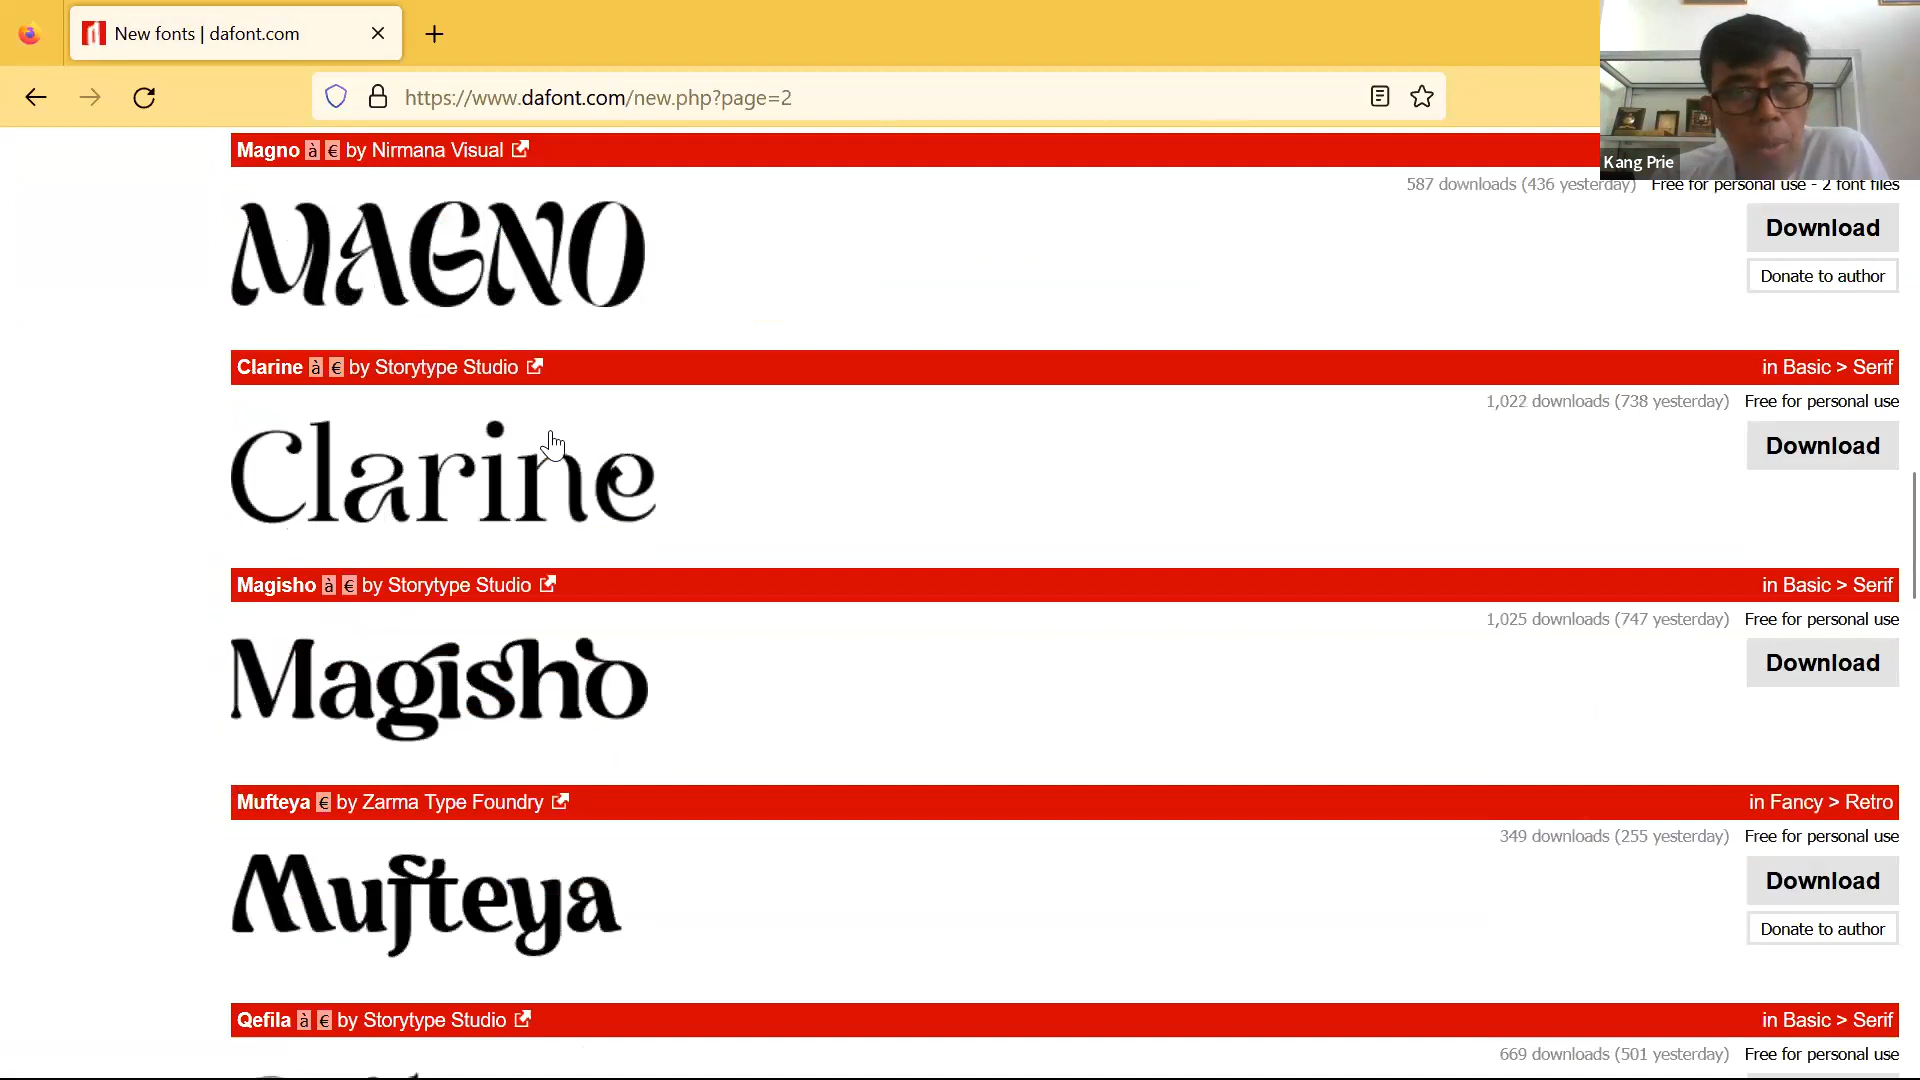 New fonts | dafont.com
https://www.dafont.com/new.php?page=2
Kang Prie
Magno à € by Nirmana Visual
587 downloads (436 yesterday) Free for personal use - 2 font files
MAGNO
Download
Donate to author
Clarine à € by Storytype Studio in Basic > Serif
1,022 downloads (738 yesterday) Free for personal use
Clarine
Download
Magisho à € by Storytype Studio in Basic > Serif
1,025 downloads (747 yesterday) Free for personal use
Magisho
Download
Mufteya € by Zarma Type Foundry in Fancy > Retro
349 downloads (255 yesterday) Free for personal use
Mufteya
Download
Donate to author
Qefila à € by Storytype Studio in Basic > Serif
669 downloads (501 yesterday) Free for personal use